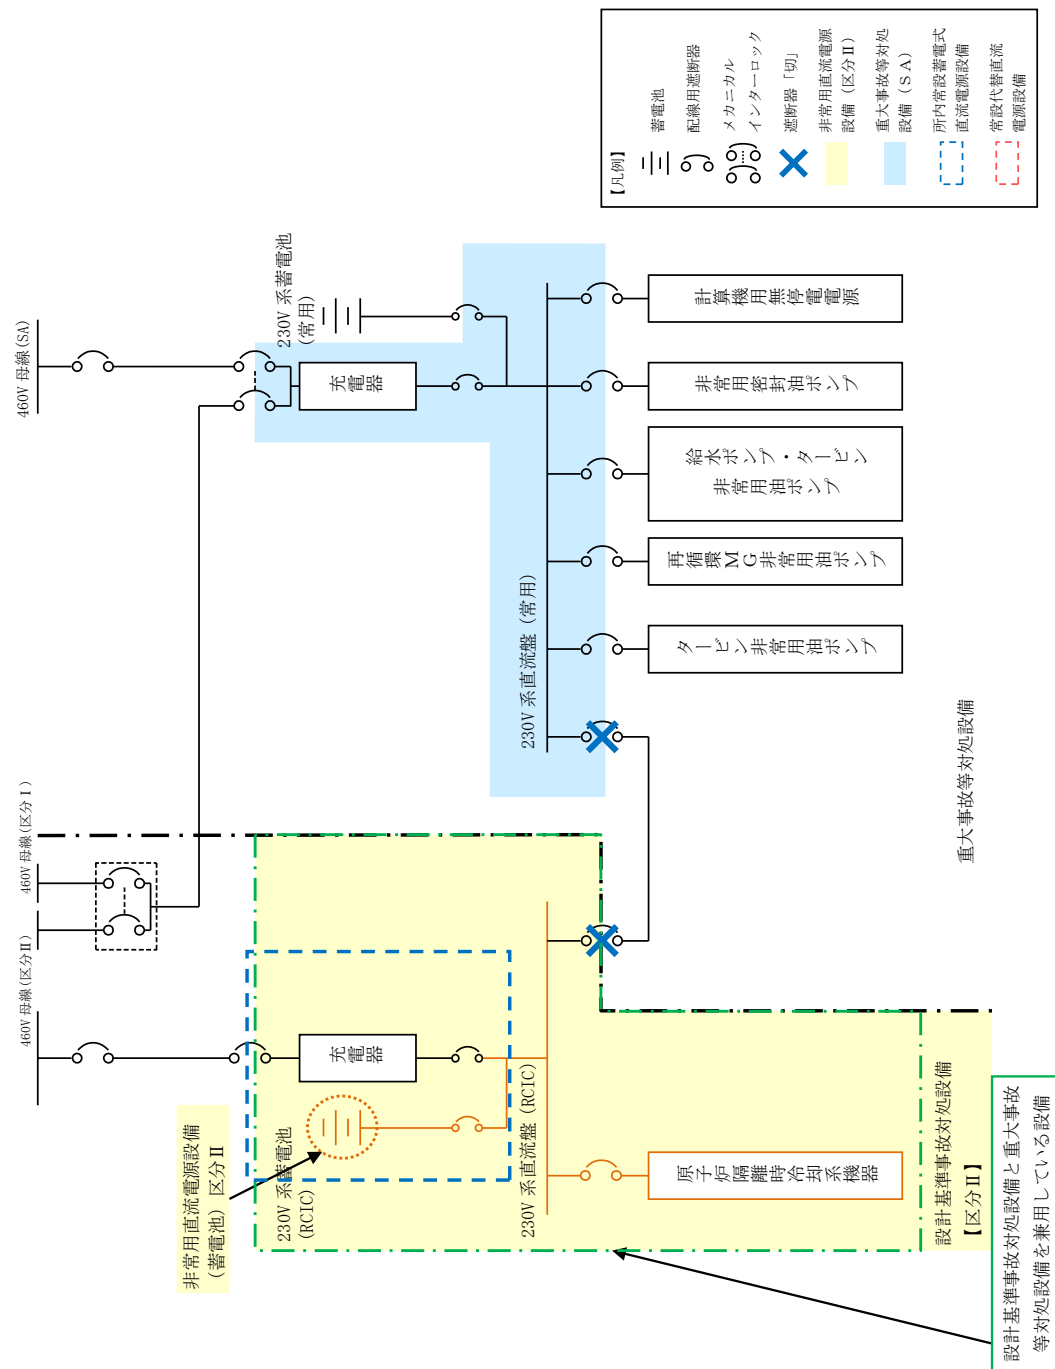 460V 母線(区分Ⅱ)
460V 母線(区分Ⅰ)
460V 母線(SA)
非常用直流電源設備
(蓄電池) 区分Ⅱ
230V 系蓄電池
(RCIC)
充電器
230V 系蓄電池
(常用)
充電器
230V 系直流盤 (RCIC)
230V 系直流盤 (常用)
原子炉隔離時冷却系機器
タービン非常用油ポンプ
再循環MG非常用油ポンプ
給水ポンプ・タービン
非常用油ポンプ
非常用密封油ポンプ
計算機用無停電電源
設計基準事故対処設備
【区分Ⅱ】
重大事故等対処設備
設計基準事故対処設備と重大事故
等対処設備を兼用している設備
【凡例】
蓄電池
配線用遮断器
メカニカル
インターロック
遮断器「切」
非常用直流電源
設備(区分Ⅱ)
重大事故等対処
設備(SA)
所内常設蓄電式
直流電源設備
常設代替直流
電源設備